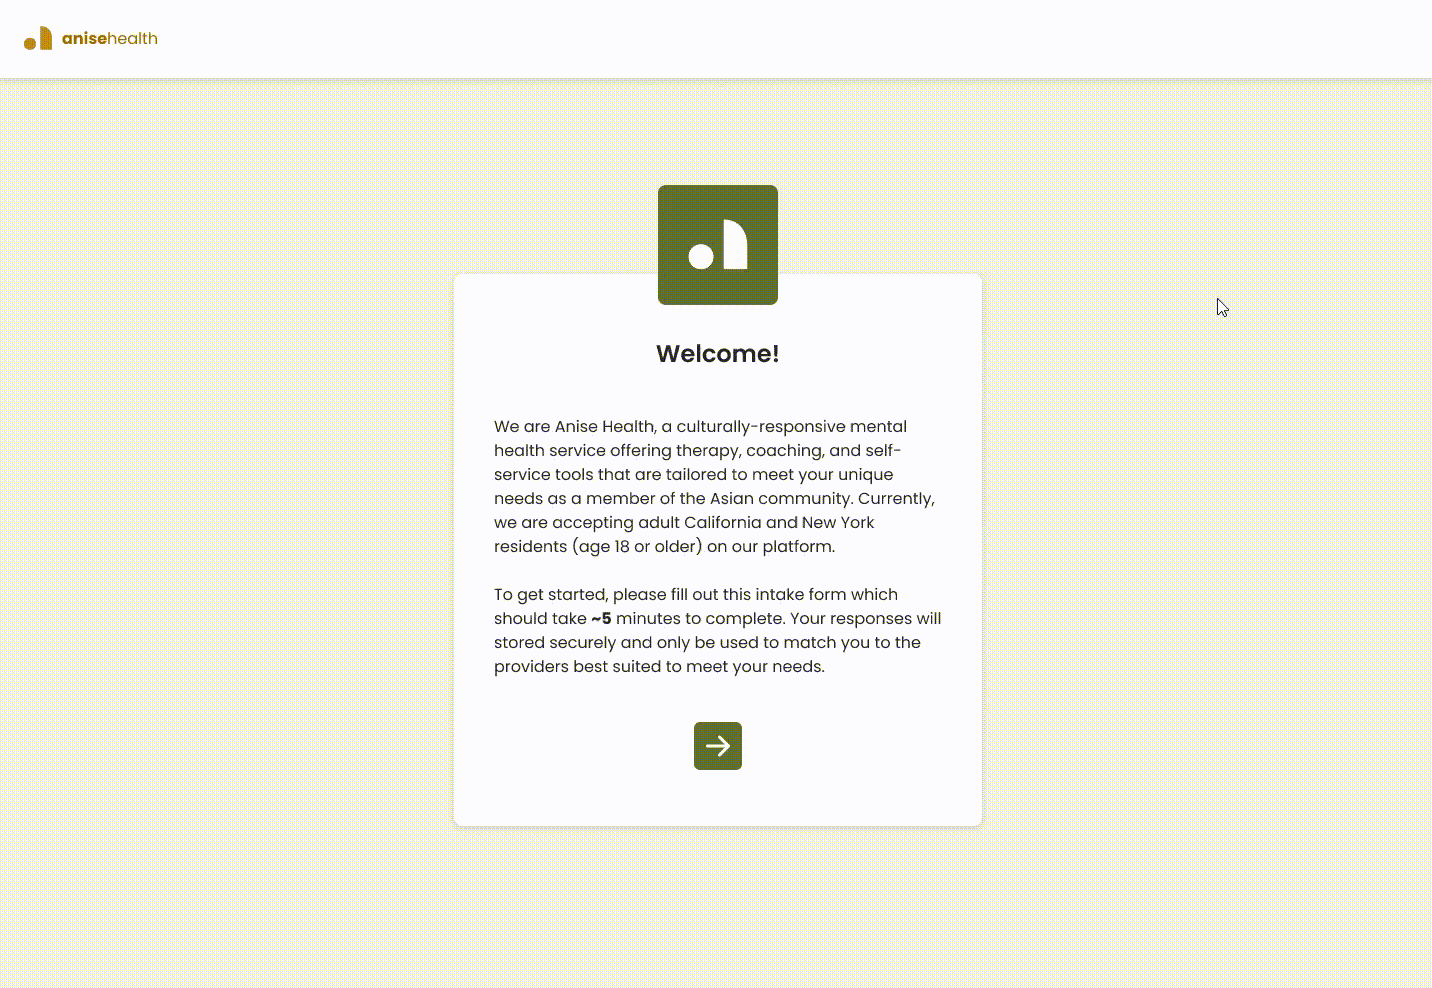 anisehealth
Welcome!
We are Anise Health, a culturally-responsive mental
health service offering therapy, coaching, and self-
service tools that are tailored to meet your unique
needs as a member of the Asian community. Currently,
we are accepting adult California and New York
residents (age 18 or older) on our platform.
To get started, please fill out this intake form which
should take ~5 minutes to complete. Your responses will
stored securely and only be used to match you to the
providers best suited to meet your needs.